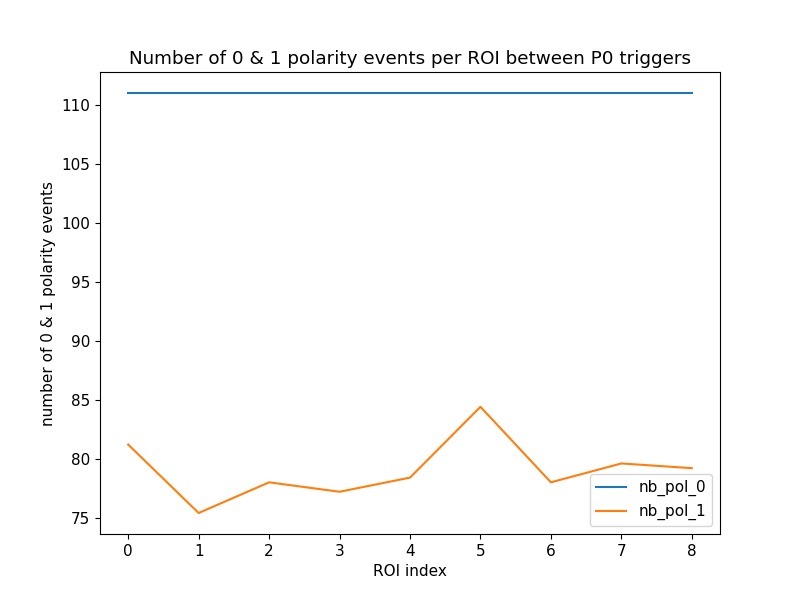 Number of 0 & 1 polarity events per ROI between P0 triggers
number of 0 & 1 polarity events
110
105
100
95
90
85
80
75
nb_pol_0
nb_pol_1
0 1 2 3 4 5 6 7 8
ROI index